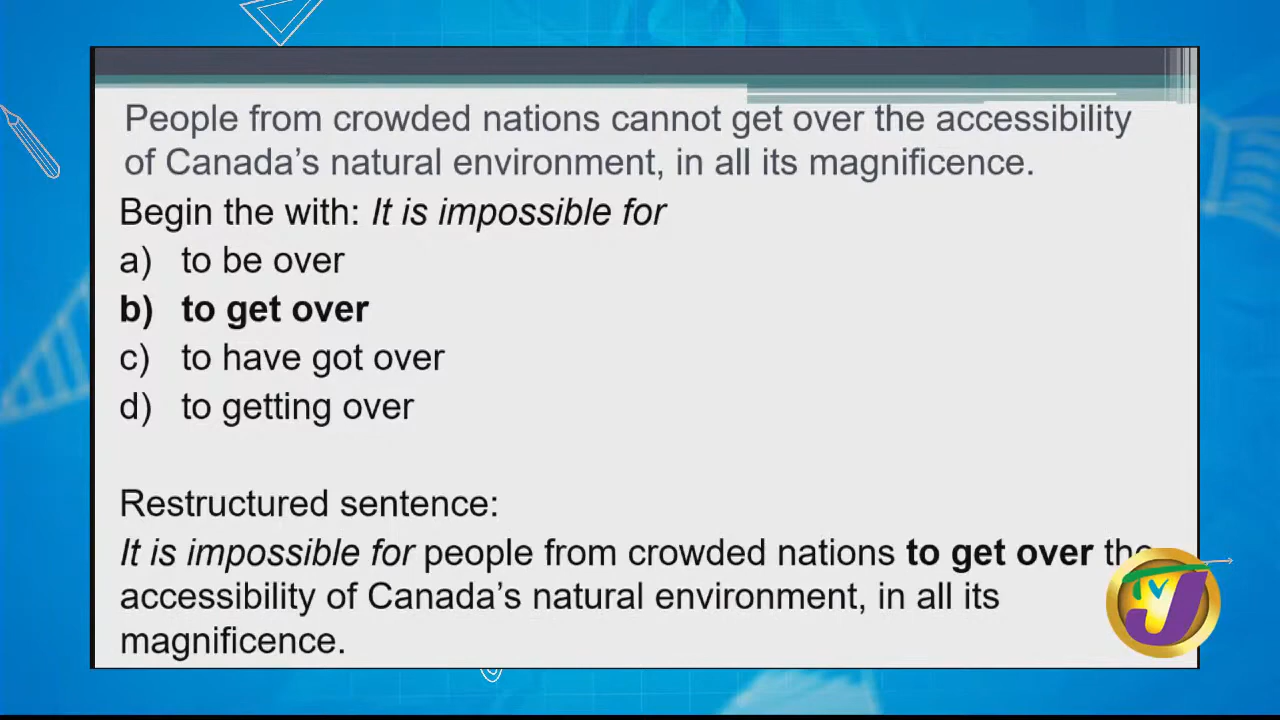 People from crowded nations cannot get over the accessibility
of Canada's natural environment, in all its magnificence.
Begin the with: It is impossible for
a) to be over
b) to get over
c) to have got over
d) to getting over
Restructured sentence:
It is impossible for people from crowded nations to get over the
accessibility of Canada's natural environment, in all its
magnificence.
TVJ